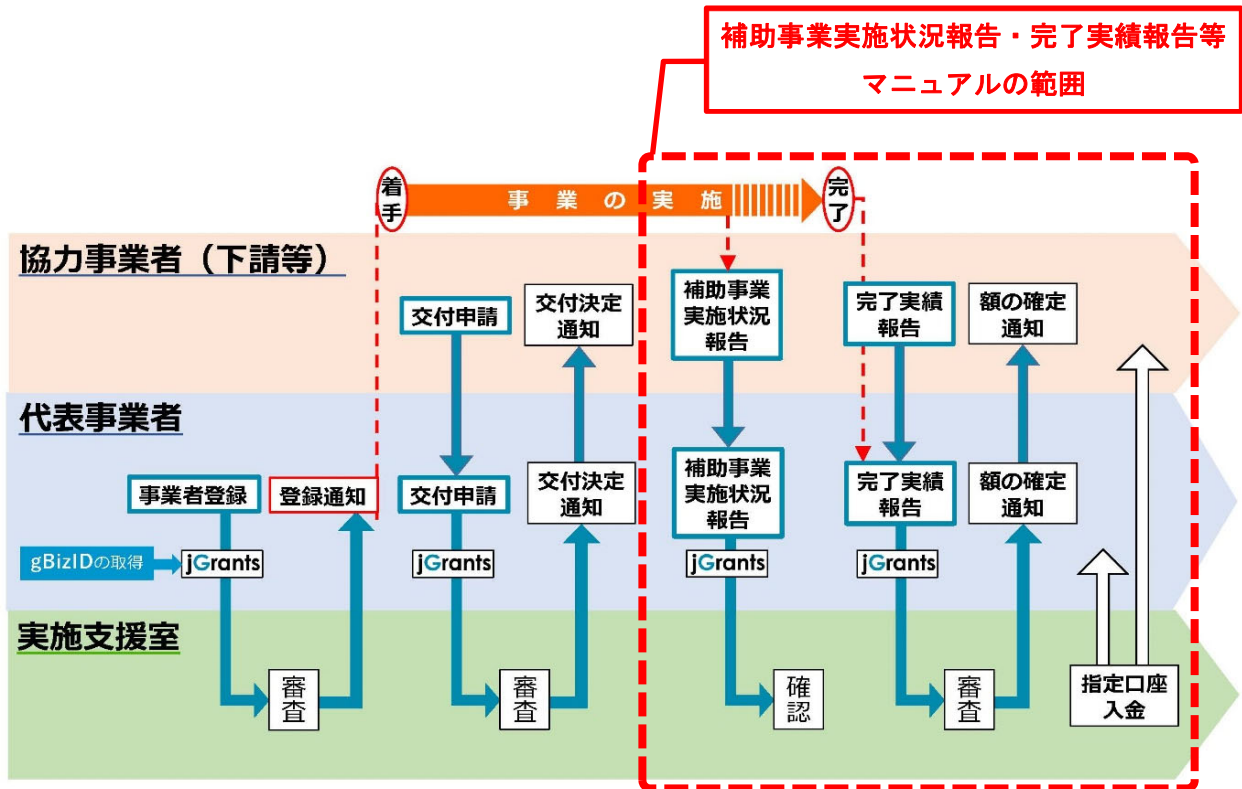 補助事業実施状況報告・完了実績報告等
マニュアルの範囲
着
手
事業の実施
完
了
協力事業者（下請等）
交付申請
交付決定
通知
補助事業
実施状況
報告
完了実績
報告
額の確定
通知
代表事業者
事業者登録
登録通知
交付申請
交付決定
通知
補助事業
実施状況
報告
完了実績
報告
額の確定
通知
gBizIDの取得
jGrants
jGrants
jGrants
jGrants
実施支援室
審
査
審
査
確
認
審
査
指定口座
入金